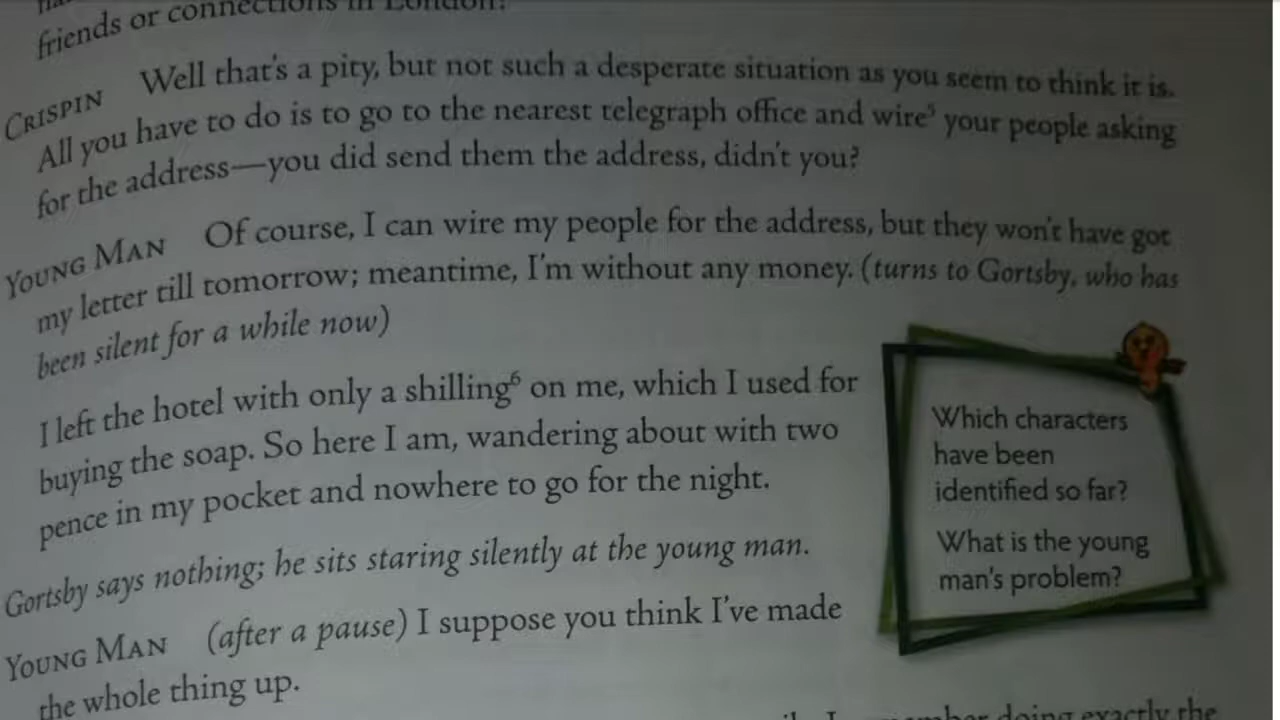 friends or connections in London?
CRISPIN Well that's a pity, but not such a desperate situation as you seem to think it is.
All you have to do is to go to the nearest telegraph office and wire⁵ your people asking
for the address—you did send them the address, didn't you?
YOUNG MAN Of course, I can wire my people for the address, but they won't have got
my letter till tomorrow; meantime, I'm without any money. (turns to Gortsby, who has
been silent for a while now)
I left the hotel with only a shilling⁶ on me, which I used for
buying the soap. So here I am, wandering about with two
pence in my pocket and nowhere to go for the night.
Gortsby says nothing; he sits staring silently at the young man.
YOUNG MAN (after a pause) I suppose you think I've made
the whole thing up.
Which characters
have been
identified so far?
What is the young
man's problem?
doing exactly the